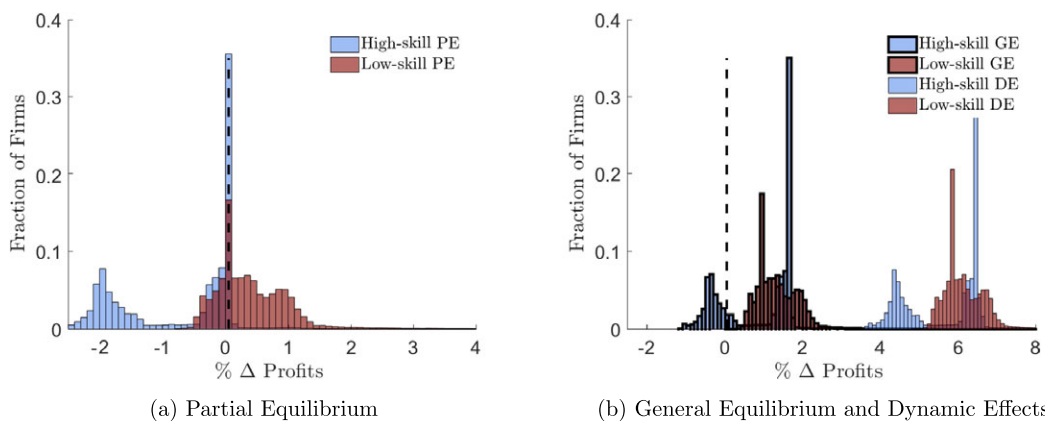 0.4
0.3
0.2
0.1
0
Fraction of Firms
High-skill PE
Low-skill PE
-2 -1 0 1 2 3 4
% Δ Profits
(a) Partial Equilibrium
0.4
0.3
0.2
0.1
0
Fraction of Firms
High-skill GE
Low-skill GE
High-skill DE
Low-skill DE
-2 0 2 4 6 8
% Δ Profits
(b) General Equilibrium and Dynamic Effects